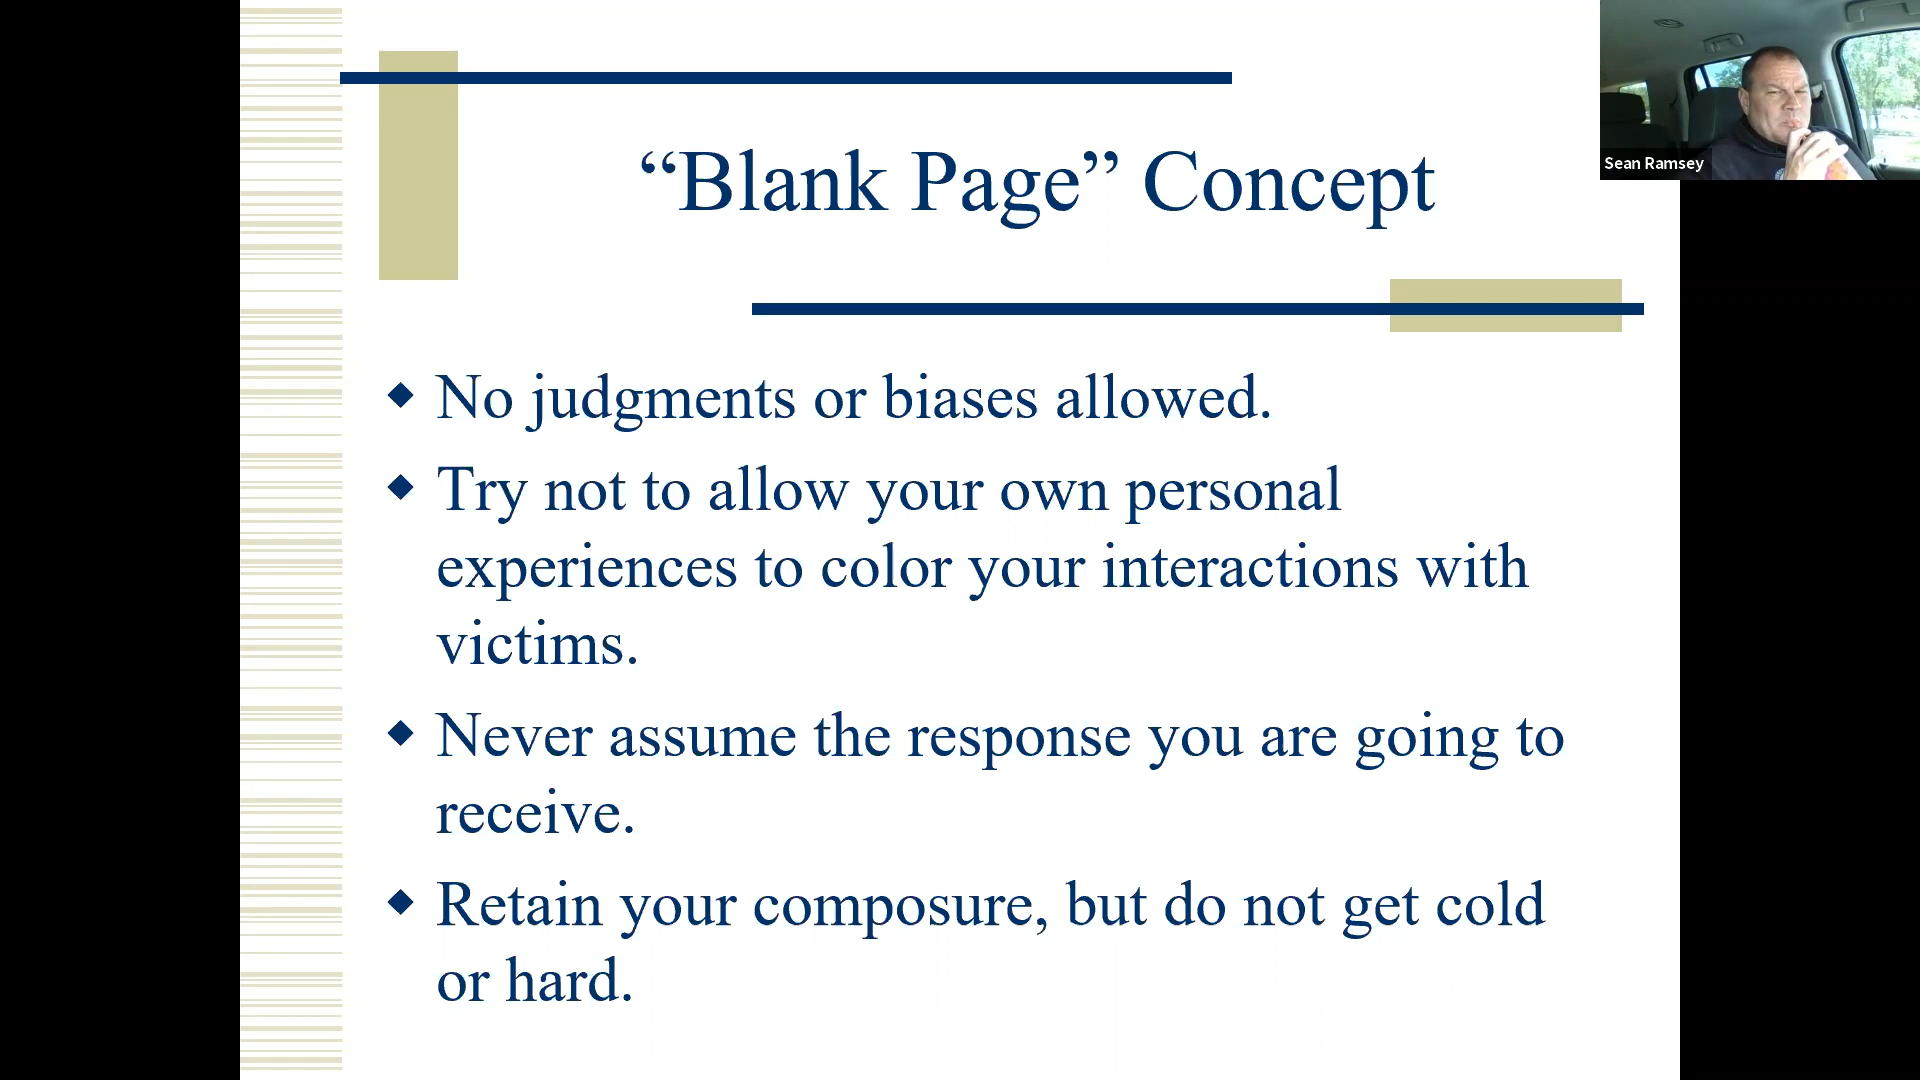 “Blank Page” Concept
Sean Ramsey
No judgments or biases allowed.
Try not to allow your own personal
experiences to color your interactions with
victims.
Never assume the response you are going to
receive.
Retain your composure, but do not get cold
or hard.